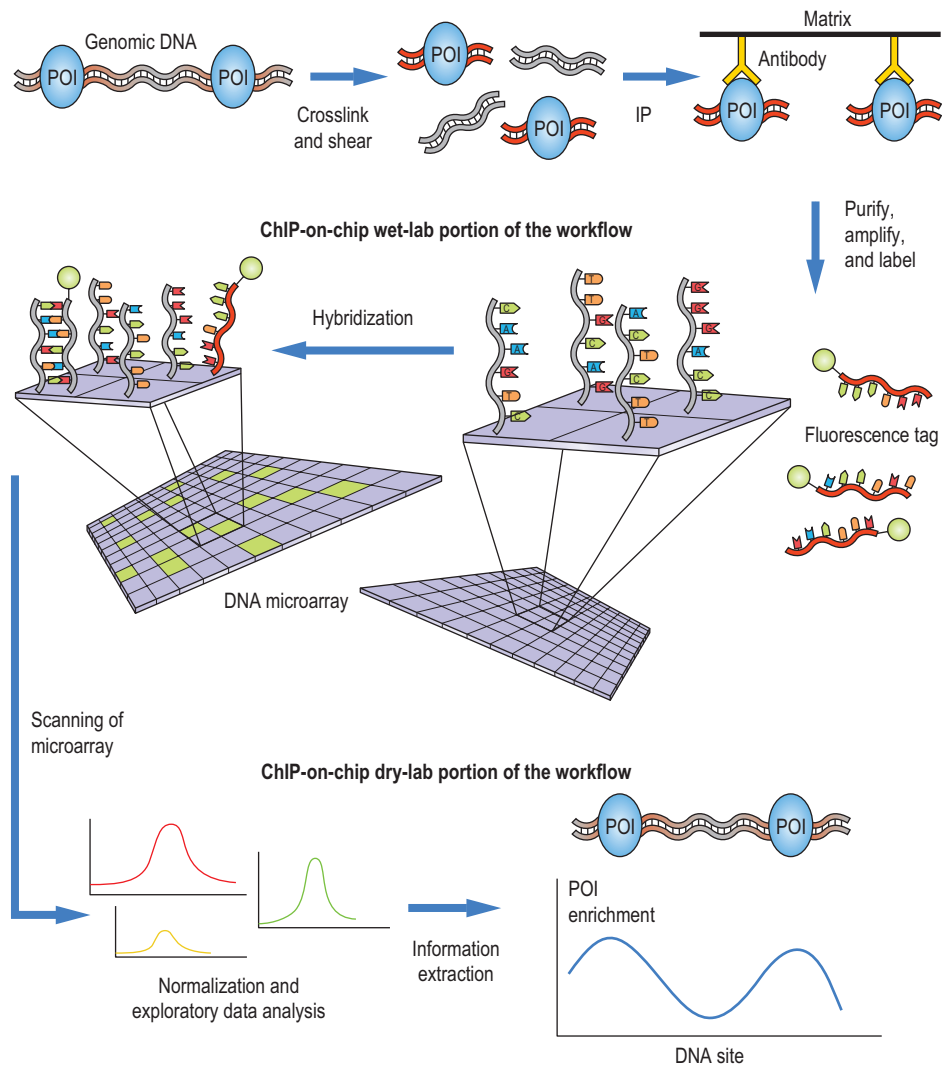 Genomic DNA
POI
POI
Crosslink
and shear
POI
POI
IP
Matrix
Antibody
POI
POI
Purify,
amplify,
and label
ChIP-on-chip wet-lab portion of the workflow
Hybridization
C
A
A
G
T
C
T
T
G
C
A
G
A
C
T
C
T
G
G
G
A
C
C
Fluorescence tag
DNA microarray
Scanning of
microarray
ChIP-on-chip dry-lab portion of the workflow
POI
POI
Normalization and
exploratory data analysis
Information
extraction
POI
enrichment
DNA site